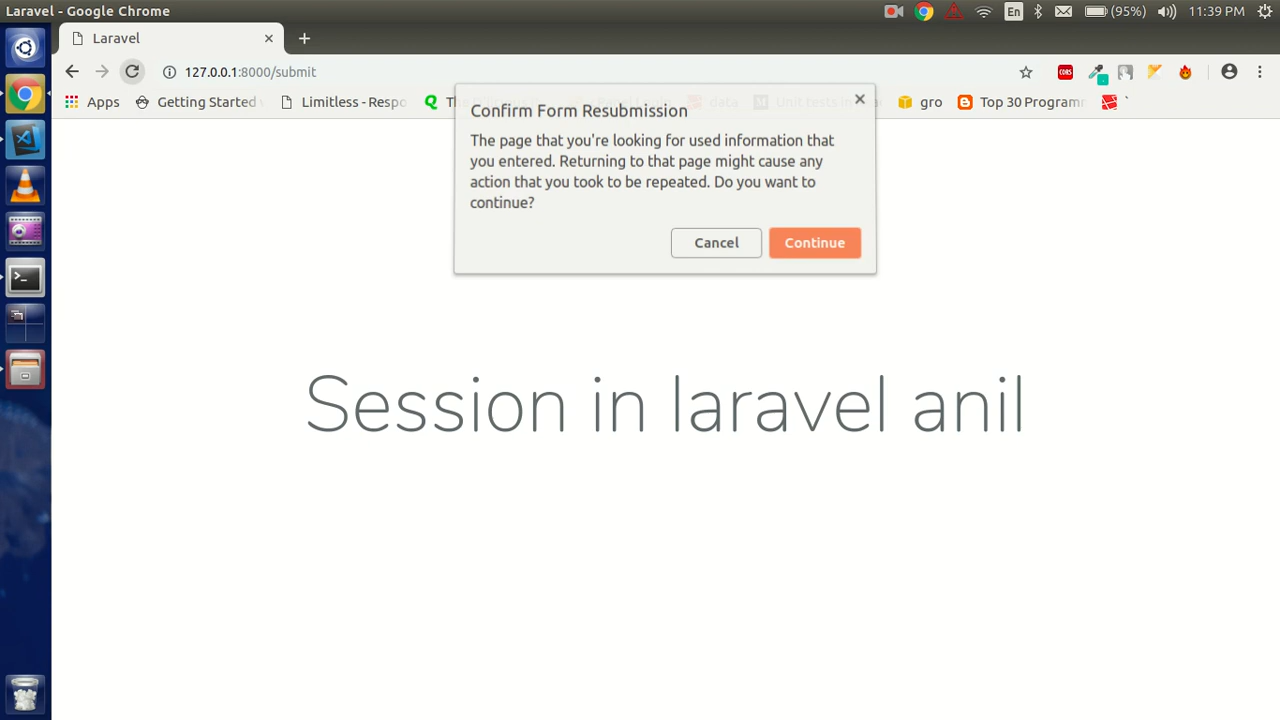 Laravel - Google Chrome
En
(95%)
11:39 PM
Laravel
127.0.0.1:8000/submit
CORS
Apps
Getting Started
Limitless - Respo
gro
Top 30 Programm
Confirm Form Resubmission
The page that you're looking for used information that
you entered. Returning to that page might cause any
action that you took to be repeated. Do you want to
continue?
Cancel
Continue
Session in laravel anil